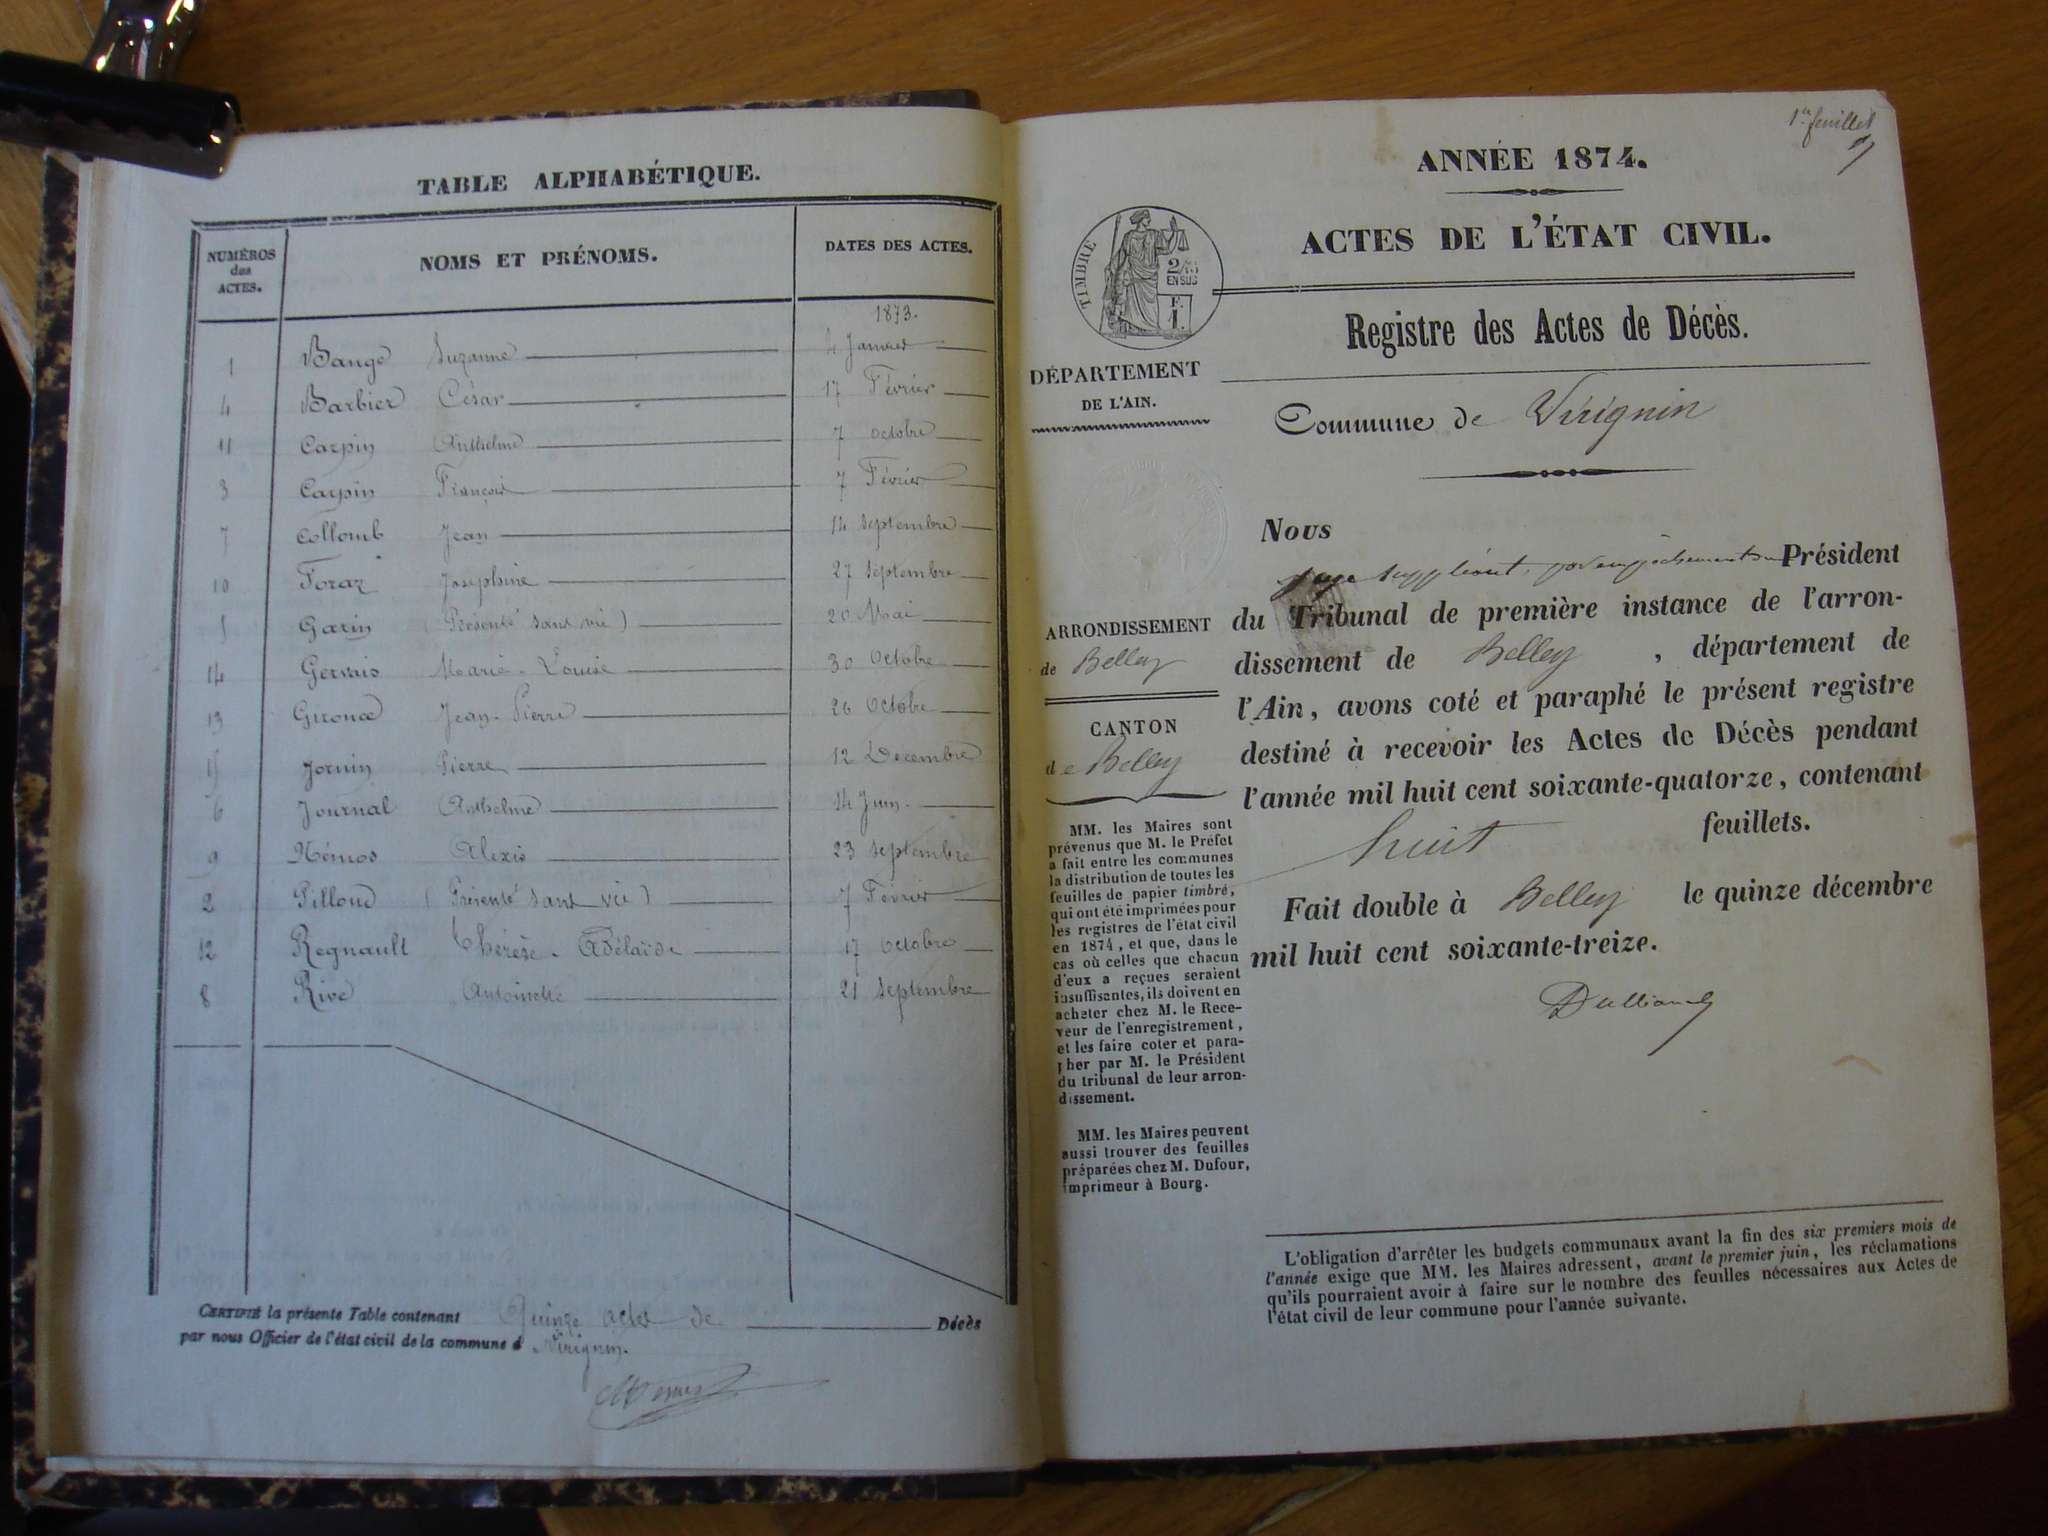 TABLE ALPHABÉTIQUE.
NUMÉROS des ACTES. NOMS ET PRÉNOMS. DATES DES ACTES.
1873.
1 Bange Suzanne 4 Janvier
4 Barbier César 17 Février
11 Carpin Anthelme 7 octobre
3 Carpin François 7 Février
7 Collomb Jean 14 septembre
10 Foraz Joséphine 27 septembre
5 Garin (Présenté sans vie) 20 Mai
14 Gervais Marie-Louise 30 Octobre
13 Giroud Jean-Pierre 26 Octobre
15 Jornin Pierre 12 Decembre
6 Journal Anthelme 14 Juin.
9 Némos Alexis 23 septembre
2 Pilloud (Présenté sans vie) 7 Février
12 Regnault Thérèse-Adélaïde 17 octobre
8 Rive Antoinette 21 septembre
CERTIFIÉ la présente Table contenant Quinze actes de Décès
par nous Officier de l'état civil de la commune d Virignin.
1er feuillet
ANNÉE 1874.
ACTES DE L'ÉTAT CIVIL.
TIMBRE
2/10
EN SUS
F.
1.
Registre des Actes de Décès.
DÉPARTEMENT
DE L'AIN.
Commune de Virignin
Nous
juge suppléant, par empêchement du Président
du Tribunal de première instance de l'arron-
dissement de Belley, département de
l'Ain, avons coté et paraphé le présent registre
destiné à recevoir les Actes de Décès pendant
l'année mil huit cent soixante-quatorze, contenant
huit feuillets.
Fait double à Belley le quinze décembre
mil huit cent soixante-treize.
Dulliand
ARRONDISSEMENT
de Belley
CANTON
de Belley
MM. les Maires sont
prévenus que M. le Préfet
a fait entre les communes
la distribution de toutes les
feuilles de papier timbré,
qui ont été imprimées pour
les registres de l'état civil
en 1874, et que, dans le
cas où celles que chacun
d'eux a reçues seraient
insuffisantes, ils doivent en
acheter chez M. le Rece-
veur de l'enregistrement,
et les faire coter et para-
pher par M. le Président
du tribunal de leur arron-
dissement.
MM. les Maires peuvent
aussi trouver des feuilles
préparées chez M. Dufour,
imprimeur à Bourg.
L'obligation d'arrêter les budgets communaux avant la fin des six premiers mois de
l'année exige que MM. les Maires adressent, avant le premier juin, les réclamations
qu'ils pourraient avoir à faire sur le nombre des feuilles nécessaires aux Actes de
l'état civil de leur commune pour l'année suivante.